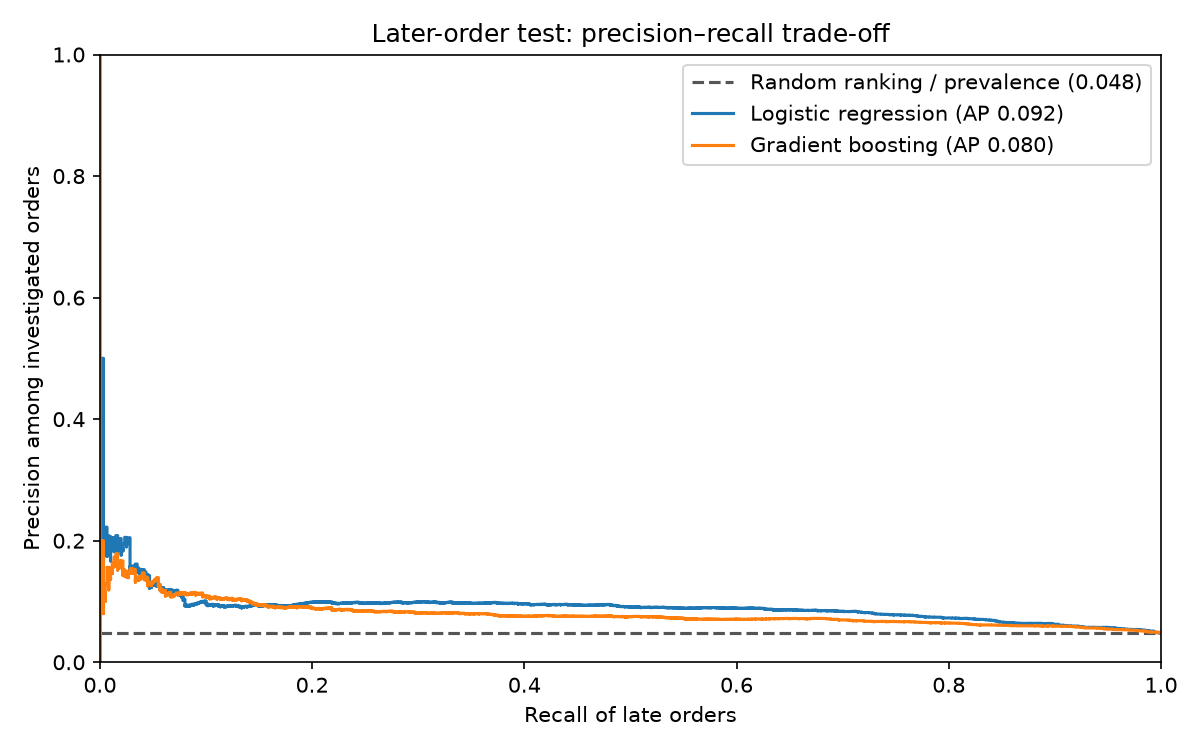 Later-order test: precision–recall trade-off
Random ranking / prevalence (0.048)
Logistic regression (AP 0.092)
Gradient boosting (AP 0.080)
Precision among investigated orders
1.0
0.8
0.6
0.4
0.2
0.0
0.0 0.2 0.4 0.6 0.8 1.0
Recall of late orders